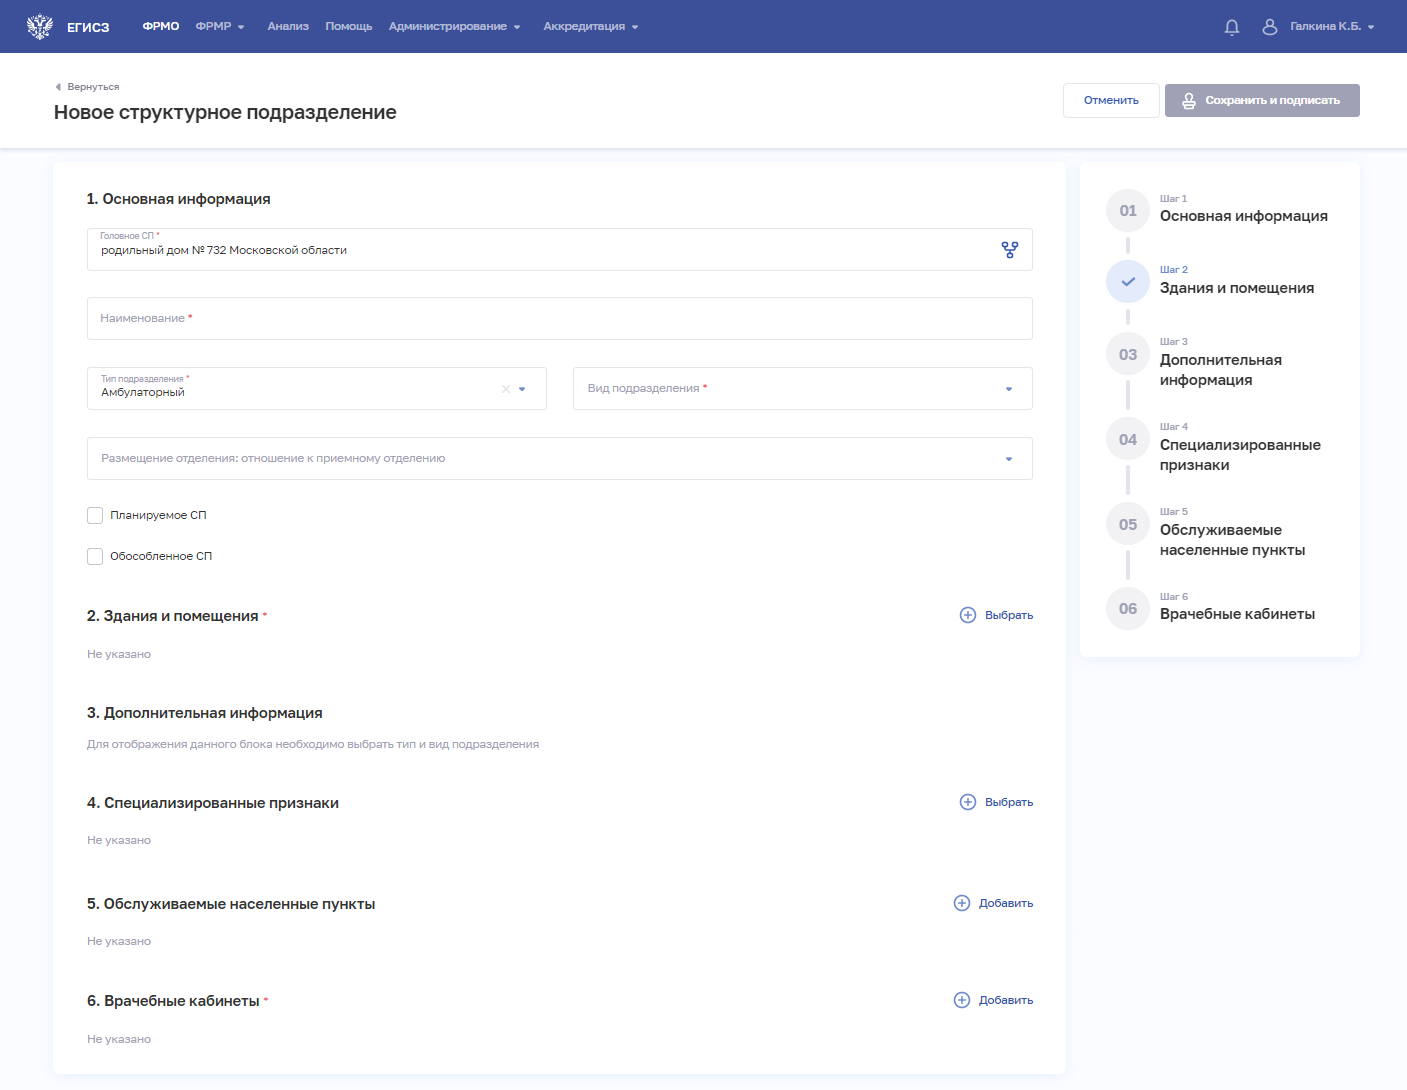 ЕГИСЗ ФРМО ФРМР Анализ Помощь Администрирование Аккредитация Галкина К.Б.
Вернуться
Новое структурное подразделение
Отменить Сохранить и подписать
1. Основная информация
Головное СП *
родильный дом № 732 Московской области
Наименование *
Тип подразделения *
Амбулаторный
Вид подразделения *
Размещение отделения: отношение к приемному отделению
Планируемое СП
Обособленное СП
2. Здания и помещения * Выбрать
Не указано
3. Дополнительная информация
Для отображения данного блока необходимо выбрать тип и вид подразделения
4. Специализированные признаки Выбрать
Не указано
5. Обслуживаемые населенные пункты Добавить
Не указано
6. Врачебные кабинеты * Добавить
Не указано
Шаг 1
01 Основная информация
Шаг 2
Здания и помещения
Шаг 3
03 Дополнительная
информация
Шаг 4
04 Специализированные
признаки
Шаг 5
05 Обслуживаемые
населенные пункты
Шаг 6
06 Врачебные кабинеты